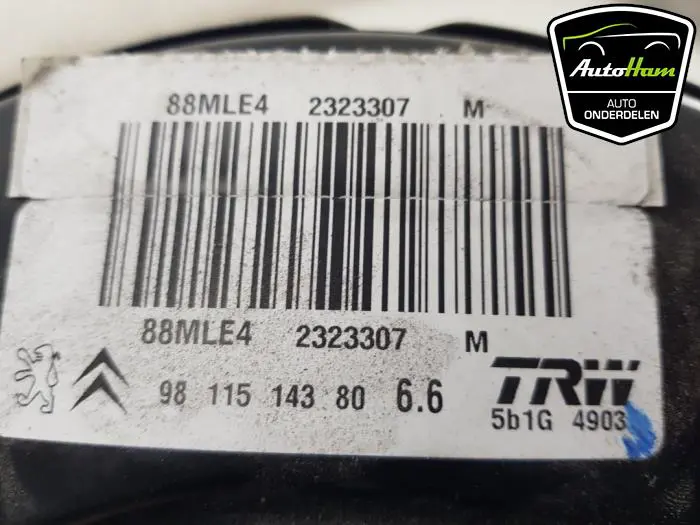 AutoHam
AUTO
ONDERDELEN
88MLE4 2323307 M
88MLE4 2323307 M
98 115 143 80 6.6
TRW
5b1G 4903